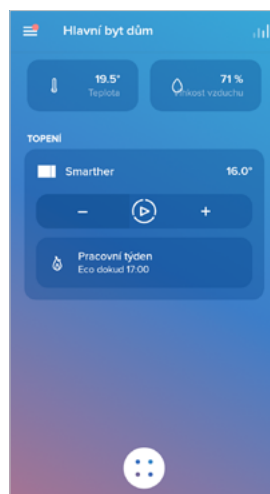 Hlavní byt dům
19.5°
Teplota
71 %
Vlhkost vzduchu
TOPENÍ
Smarther
16.0°
−
+
Pracovní týden
Eco dokud 17:00